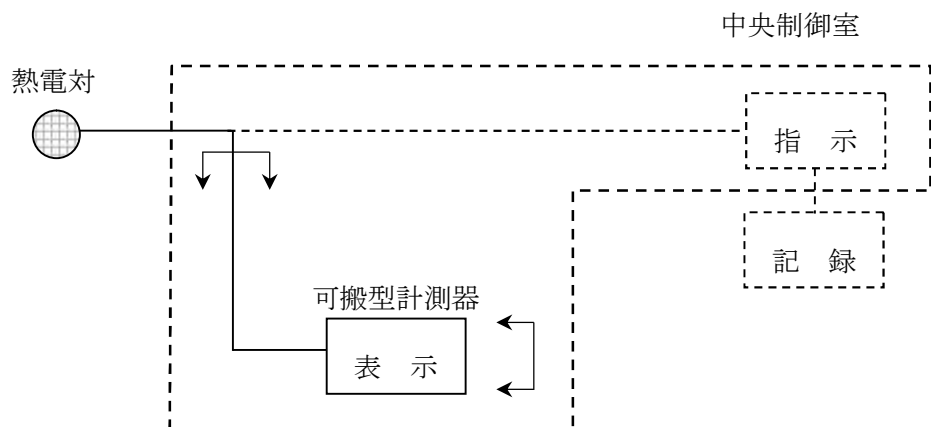 中央制御室
熱電対
指 示
記 録
可搬型計測器
表 示